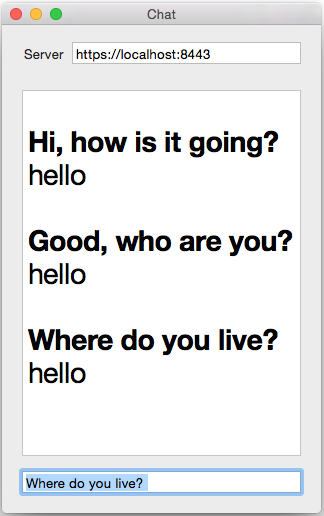 Chat
Server https://localhost:8443
Hi, how is it going?
hello
Good, who are you?
hello
Where do you live?
hello
Where do you live?